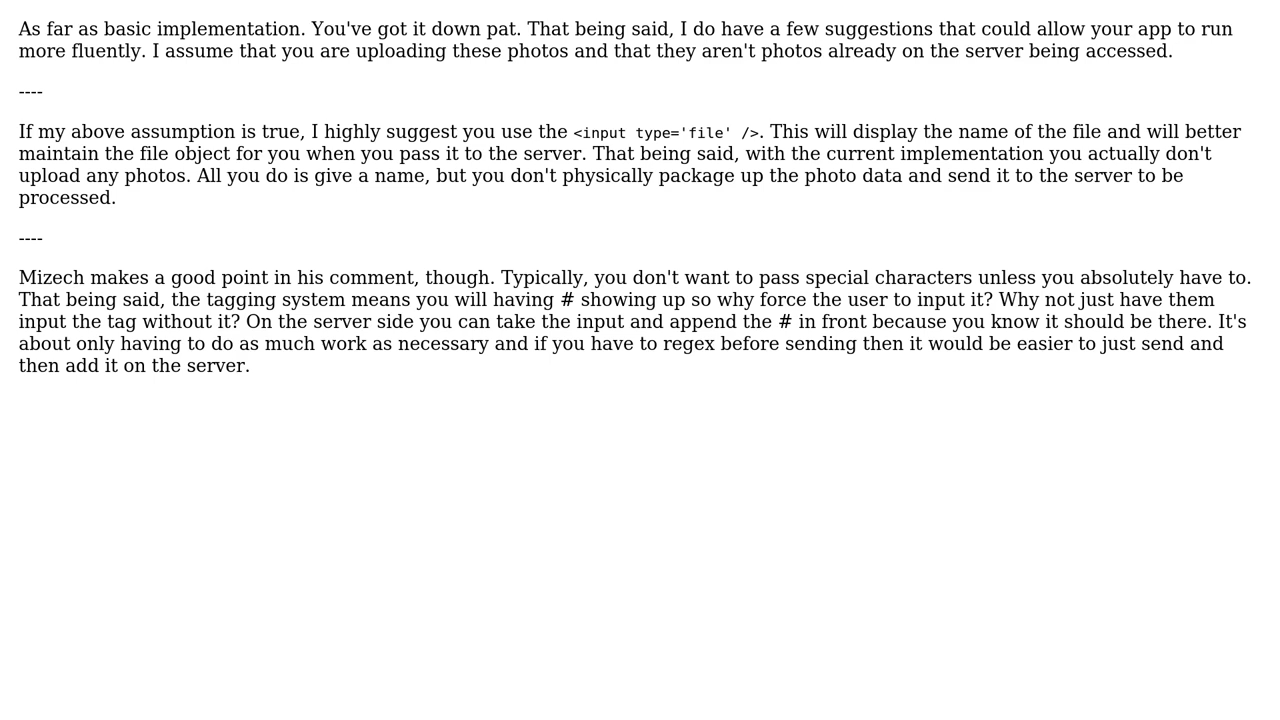 As far as basic implementation. You've got it down pat. That being said, I do have a few suggestions that could allow your app to run
more fluently. I assume that you are uploading these photos and that they aren't photos already on the server being accessed.
----
If my above assumption is true, I highly suggest you use the <input type='file' />. This will display the name of the file and will better
maintain the file object for you when you pass it to the server. That being said, with the current implementation you actually don't
upload any photos. All you do is give a name, but you don't physically package up the photo data and send it to the server to be
processed.
----
Mizech makes a good point in his comment, though. Typically, you don't want to pass special characters unless you absolutely have to.
That being said, the tagging system means you will having # showing up so why force the user to input it? Why not just have them
input the tag without it? On the server side you can take the input and append the # in front because you know it should be there. It's
about only having to do as much work as necessary and if you have to regex before sending then it would be easier to just send and
then add it on the server.